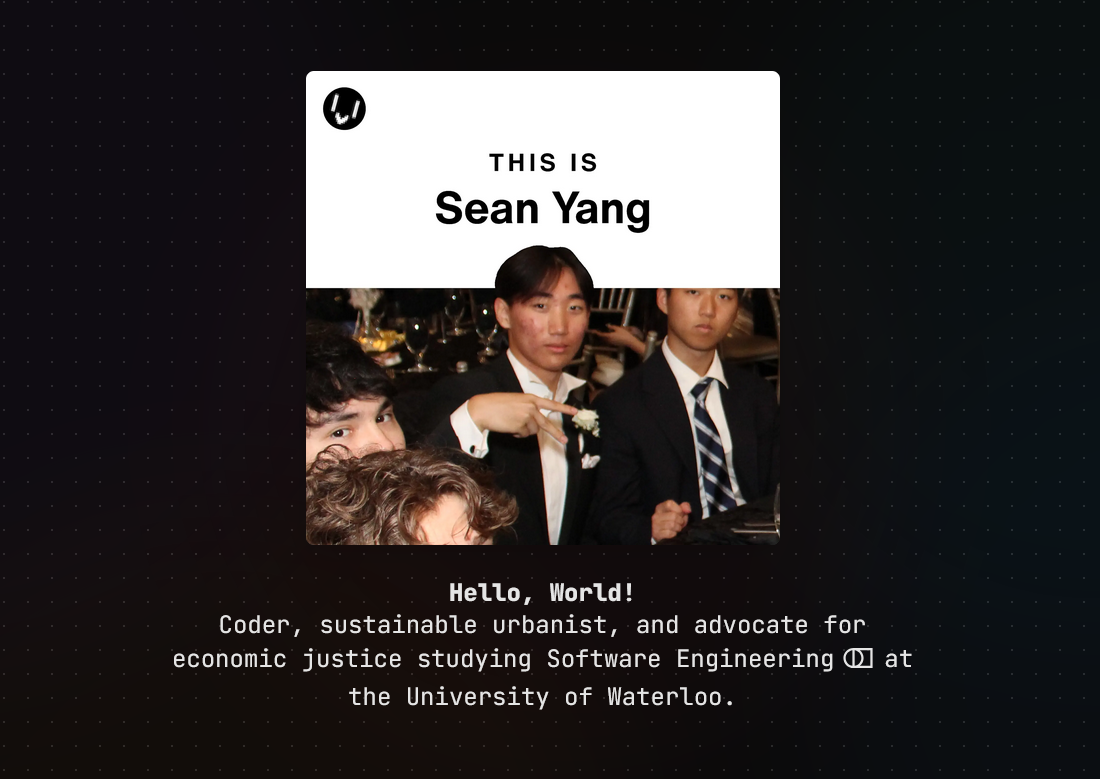 THIS IS
Sean Yang
Hello, World!
Coder, sustainable urbanist, and advocate for
economic justice studying Software Engineering at
the University of Waterloo.